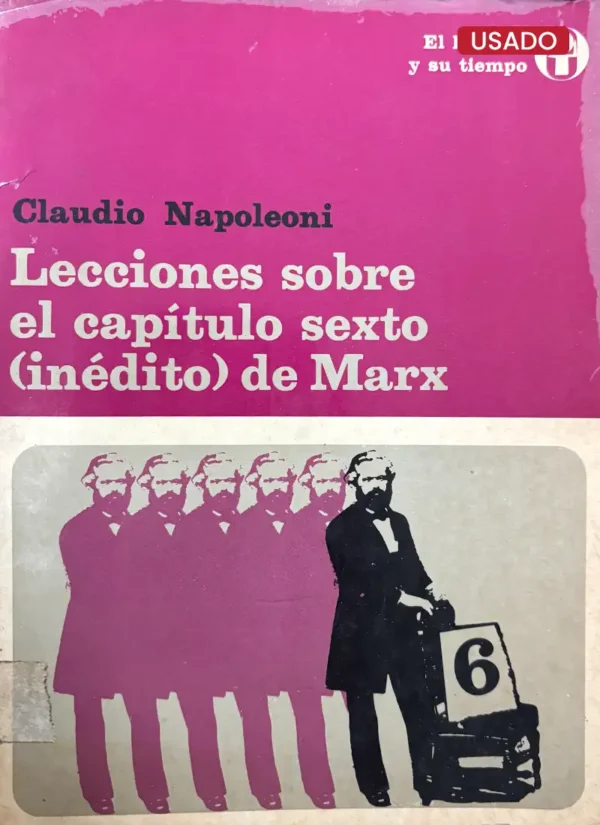 El
USADO
y su tiempo
Claudio Napoleoni
Lecciones sobre
el capítulo sexto
(inédito) de Marx
6